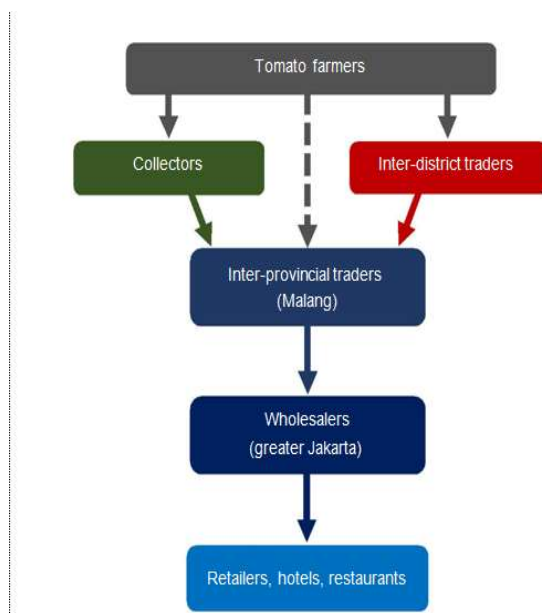 Tomato farmers
Collectors
Inter-district traders
Inter-provincial traders
(Malang)
Wholesalers
(greater Jakarta)
Retailers, hotels, restaurants